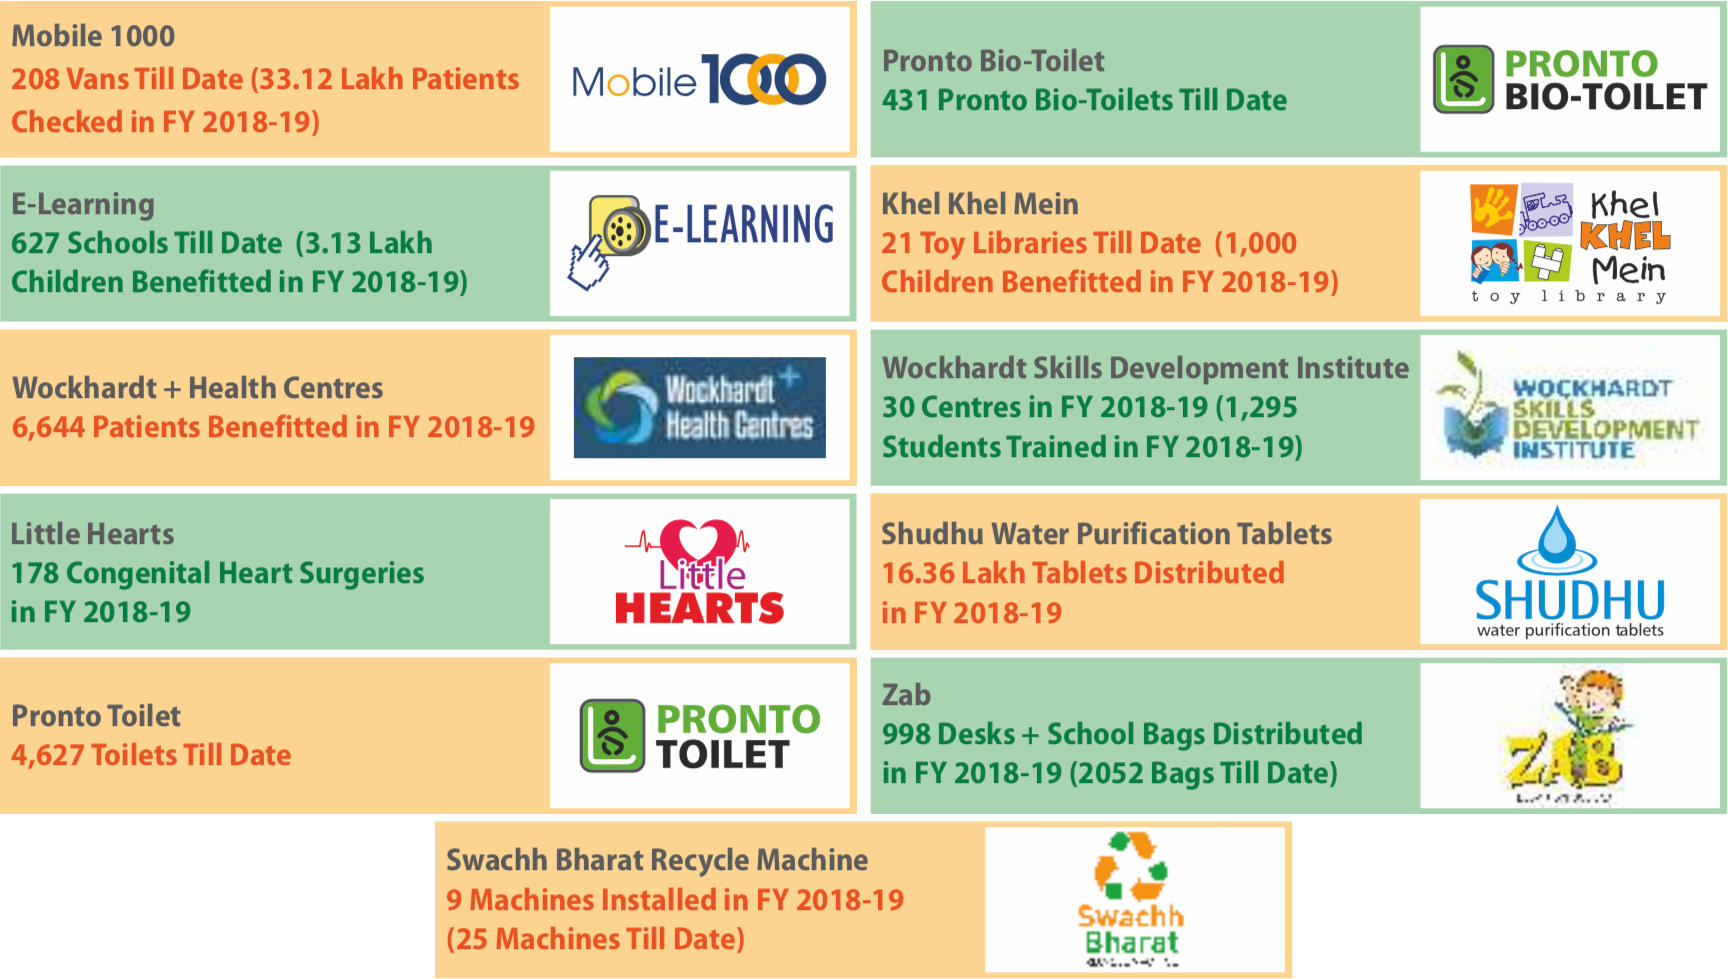 Mobile 1000
208 Vans Till Date (33.12 Lakh Patients
Checked in FY 2018-19)
Mobile 1000
Pronto Bio-Toilet
431 Pronto Bio-Toilets Till Date
PRONTO
BIO-TOILET
E-Learning
627 Schools Till Date (3.13 Lakh
Children Benefitted in FY 2018-19)
E-LEARNING
Khel Khel Mein
21 Toy Libraries Till Date (1,000
Children Benefitted in FY 2018-19)
Khel
KHEL
Mein
toy library
Wockhardt + Health Centres
6,644 Patients Benefitted in FY 2018-19
Wockhardt +
Health Centres
Wockhardt Skills Development Institute
30 Centres in FY 2018-19 (1,295
Students Trained in FY 2018-19)
WOCKHARDT
SKILLS
DEVELOPMENT
INSTITUTE
Little Hearts
178 Congenital Heart Surgeries
in FY 2018-19
Little
HEARTS
Shudhu Water Purification Tablets
16.36 Lakh Tablets Distributed
in FY 2018-19
SHUDHU
water purification tablets
Pronto Toilet
4,627 Toilets Till Date
PRONTO
TOILET
Zab
998 Desks + School Bags Distributed
in FY 2018-19 (2052 Bags Till Date)
ZAB
Swachh Bharat Recycle Machine
9 Machines Installed in FY 2018-19
(25 Machines Till Date)
Swachh
Bharat